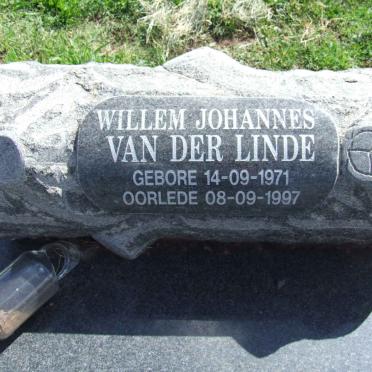 WILLEM JOHANNES
VAN DER LINDE
GEBORE 14-09-1971
OORLEDE 08-09-1997